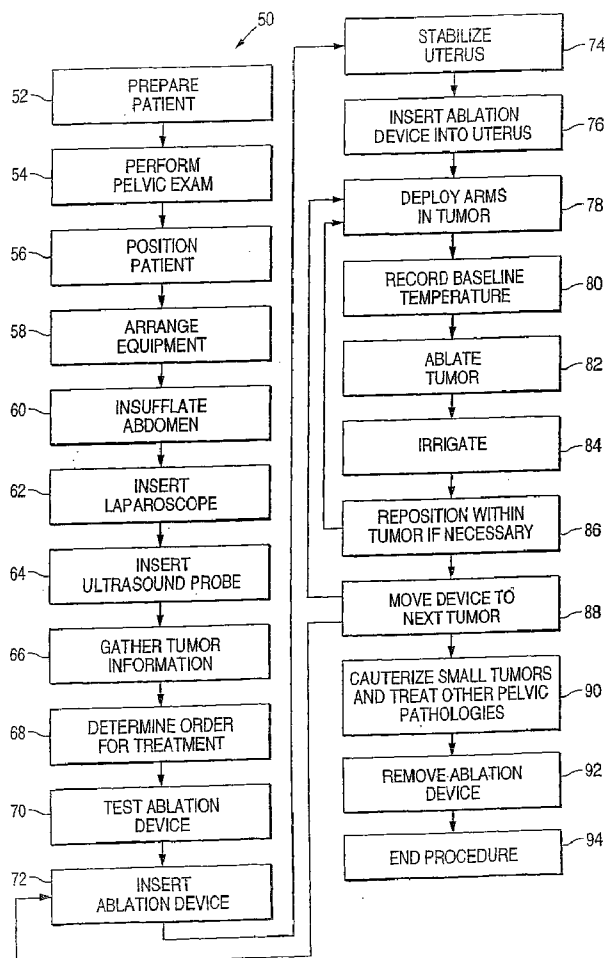 50
52
PREPARE
PATIENT
54
PERFORM
PELVIC EXAM
56
POSITION
PATIENT
58
ARRANGE
EQUIPMENT
60
INSUFFLATE
ABDOMEN
62
INSERT
LAPAROSCOPE
64
INSERT
ULTRASOUND PROBE
66
GATHER TUMOR
INFORMATION
68
DETERMINE ORDER
FOR TREATMENT
70
TEST ABLATION
DEVICE
72
INSERT
ABLATION DEVICE
STABILIZE
UTERUS
74
INSERT ABLATION
DEVICE INTO UTERUS
76
DEPLOY ARMS
IN TUMOR
78
RECORD BASELINE
TEMPERATURE
80
ABLATE
TUMOR
82
IRRIGATE
84
REPOSITION WITHIN
TUMOR IF NECESSARY
86
MOVE DEVICE TO
NEXT TUMOR
88
CAUTERIZE SMALL TUMORS
AND TREAT OTHER PELVIC
PATHOLOGIES
90
REMOVE ABLATION
DEVICE
92
END PROCEDURE
94